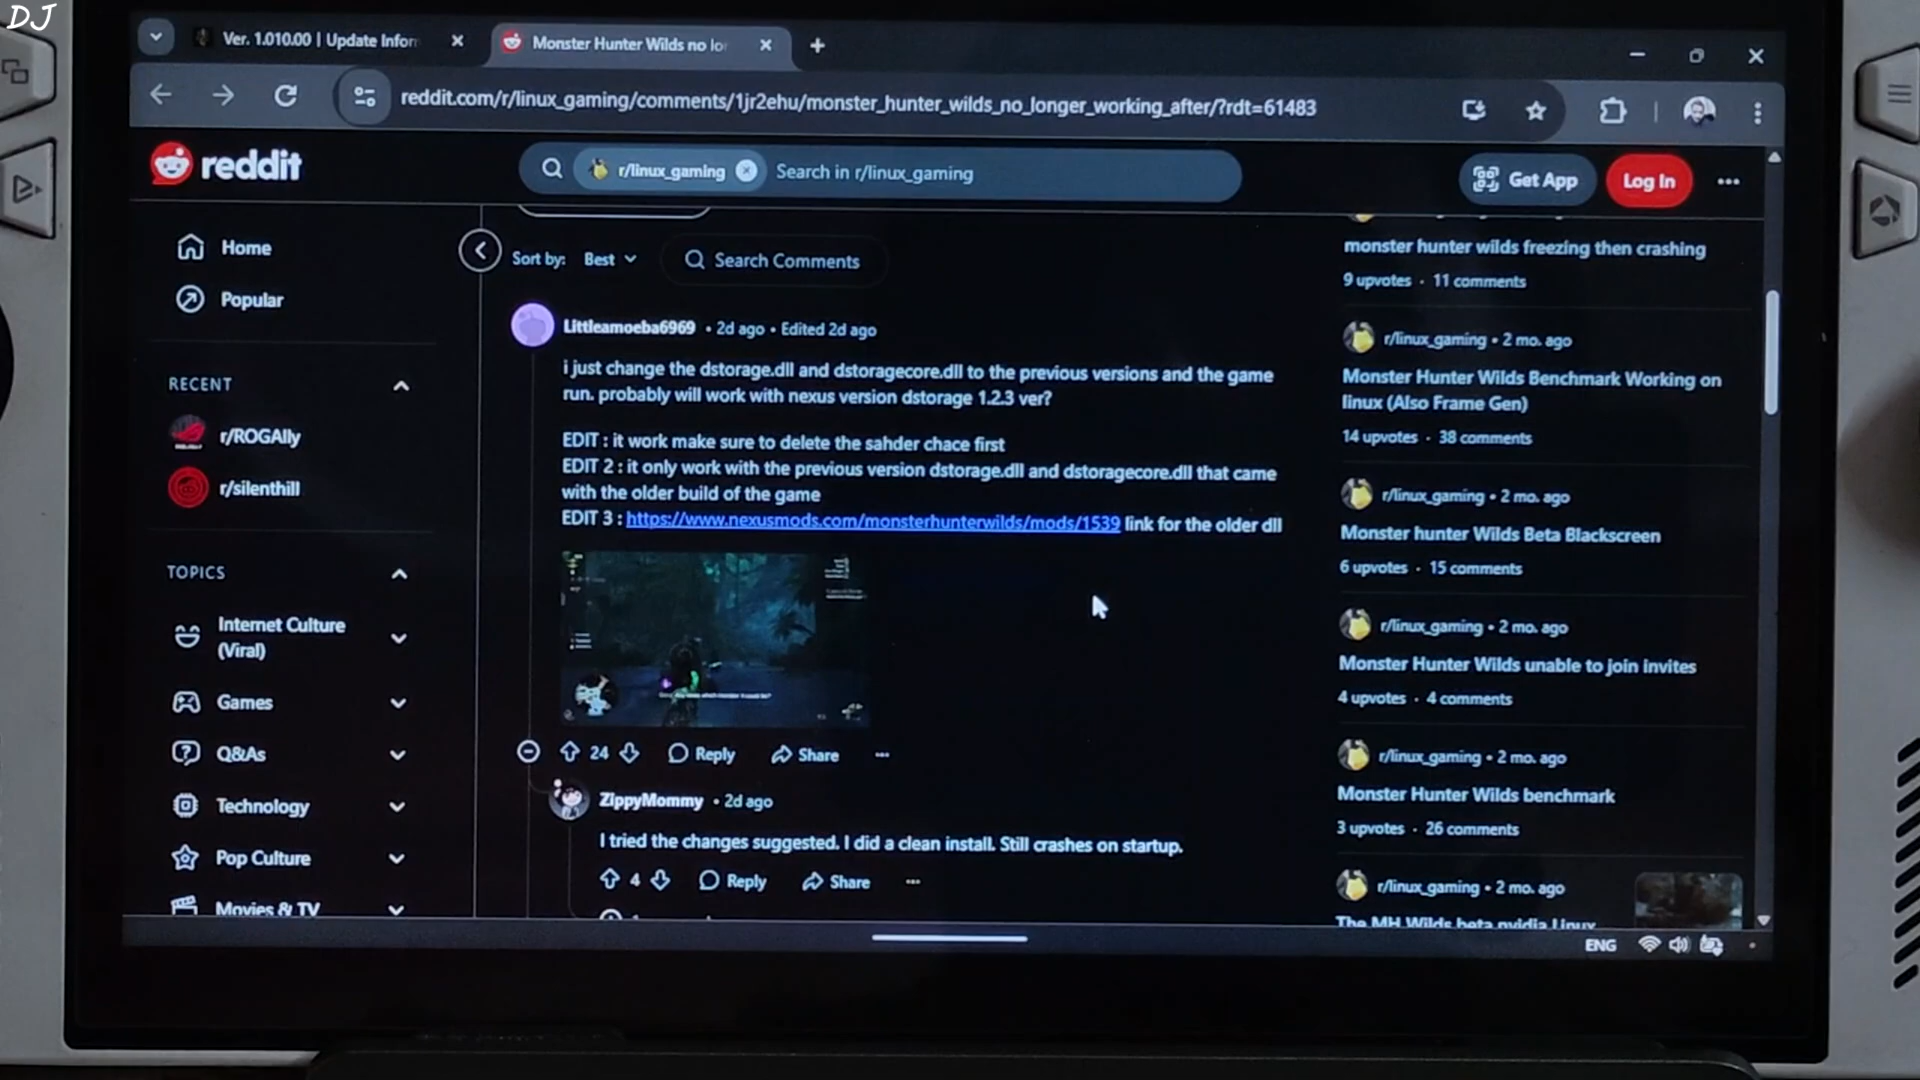 DJ
Ver. 1.010.00 | Update Infor
Monster Hunter Wilds no lo
reddit.com/r/linux_gaming/comments/1jr2ehu/monster_hunter_wilds_no_longer_working_after/?rdt=61483
reddit
r/linux_gaming
Search in r/linux_gaming
Get App
Log In
Home
Popular
RECENT
r/ROGAlly
r/silenthill
TOPICS
Internet Culture
(Viral)
Games
Q&As
Technology
Pop Culture
Movies & TV
Sort by: Best
Search Comments
Littleamoeba6969 • 2d ago • Edited 2d ago
i just change the dstorage.dll and dstoragecore.dll to the previous versions and the game
run. probably will work with nexus version dstorage 1.2.3 ver?
EDIT : it work make sure to delete the sahder chace first
EDIT 2 : it only work with the previous version dstorage.dll and dstoragecore.dll that came
with the older build of the game
EDIT 3 : https://www.nexusmods.com/monsterhunterwilds/mods/1539 link for the older dll
24 Reply Share
ZippyMommy • 2d ago
I tried the changes suggested. I did a clean install. Still crashes on startup.
4 Reply Share
monster hunter wilds freezing then crashing
9 upvotes · 11 comments
r/linux_gaming • 2 mo. ago
Monster Hunter Wilds Benchmark Working on
linux (Also Frame Gen)
14 upvotes · 38 comments
r/linux_gaming • 2 mo. ago
Monster hunter Wilds Beta Blackscreen
6 upvotes · 15 comments
r/linux_gaming • 2 mo. ago
Monster Hunter Wilds unable to join invites
4 upvotes · 4 comments
r/linux_gaming • 2 mo. ago
Monster Hunter Wilds benchmark
3 upvotes · 26 comments
r/linux_gaming • 2 mo. ago
The MH Wilds beta nvidia Linux
ENG